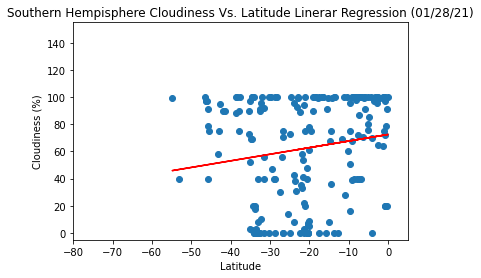 Southern Hempisphere Cloudiness Vs. Latitude Linerar Regression (01/28/21)
140
120
100
80
60
40
20
0
Cloudiness (%)
−80 −70 −60 −50 −40 −30 −20 −10 0
Latitude